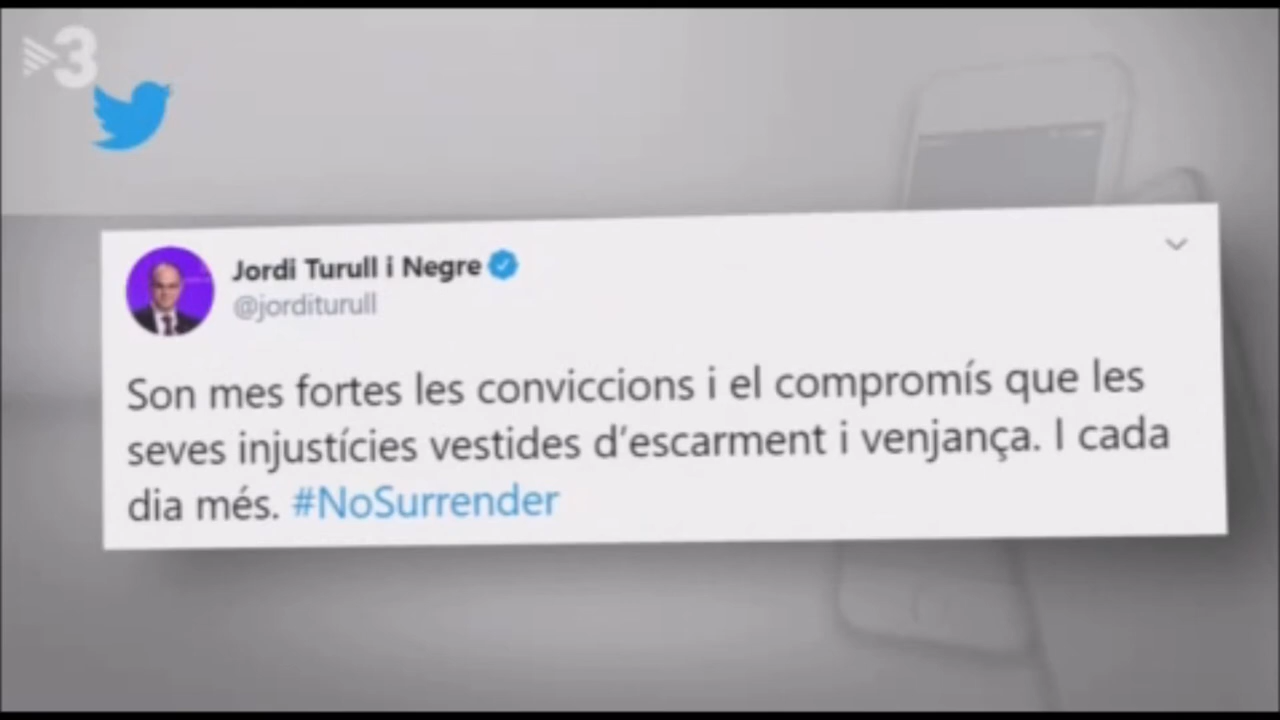 3
Jordi Turull i Negre
@jorditurull
Son mes fortes les conviccions i el compromís que les
seves injustícies vestides d'escarment i venjança. I cada
dia més. #NoSurrender